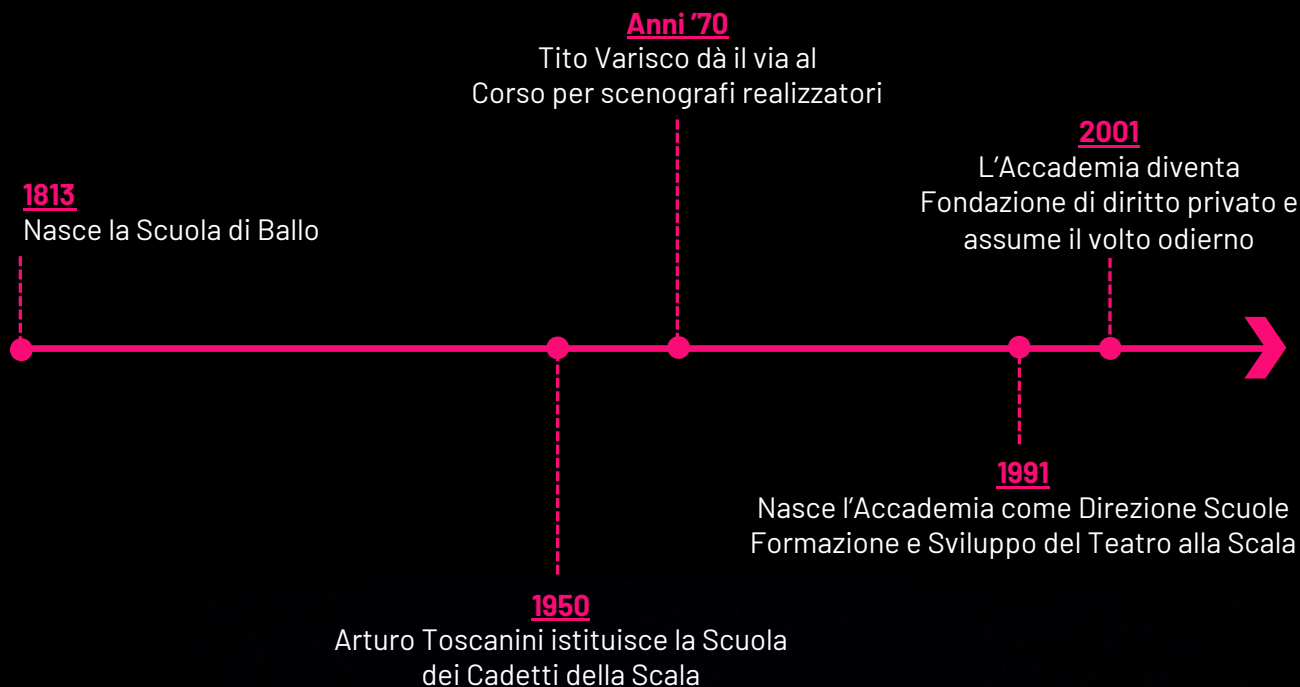 1813
Nasce la Scuola di Ballo
1950
Arturo Toscanini istituisce la Scuola
dei Cadetti della Scala
Anni '70
Tito Varisco dà il via al
Corso per scenografi realizzatori
1991
Nasce l'Accademia come Direzione Scuole
Formazione e Sviluppo del Teatro alla Scala
2001
L'Accademia diventa
Fondazione di diritto privato e
assume il volto odierno